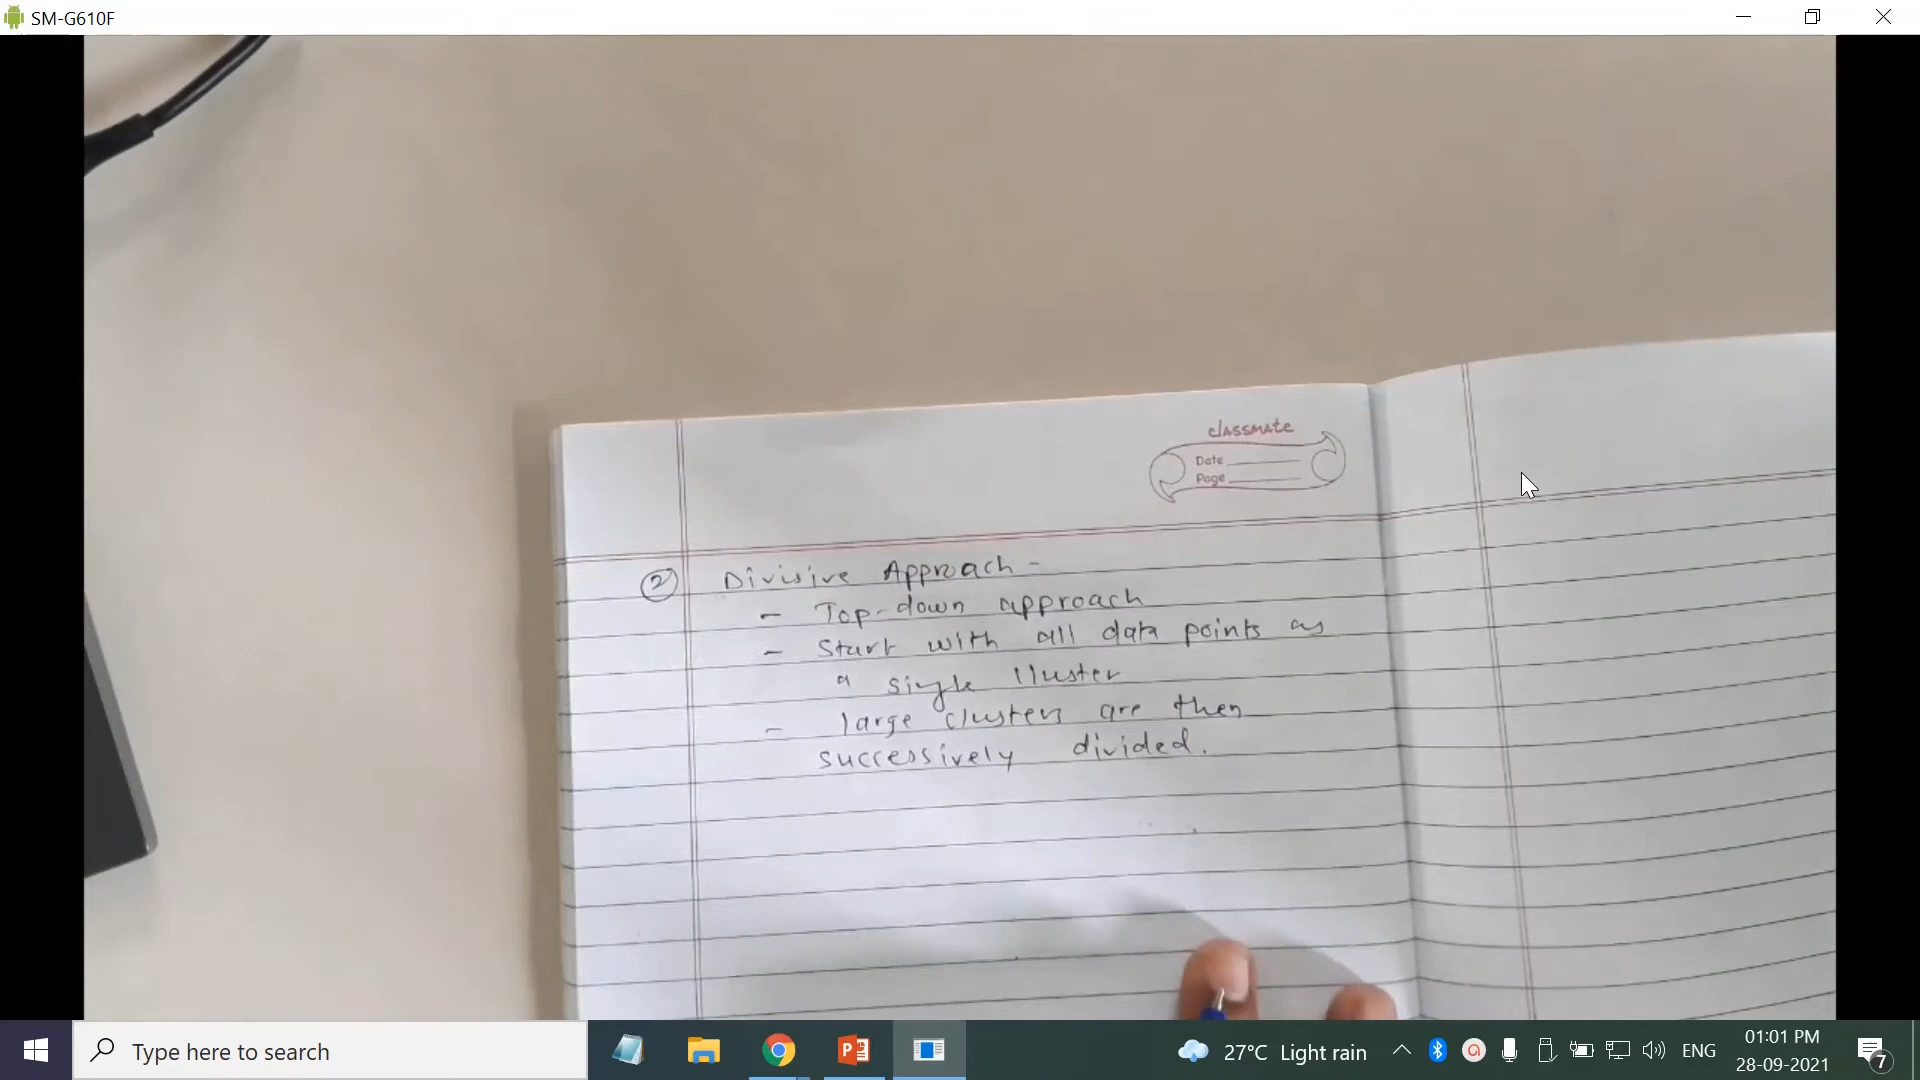 SM-G610F
classmate
Date
Page
② Divisive Approach -
- Top-down approach
- Start with all data points as
a single cluster
- large clusters are then
successively divided.
Type here to search
27°C Light rain
ENG
01:01 PM
28-09-2021
7